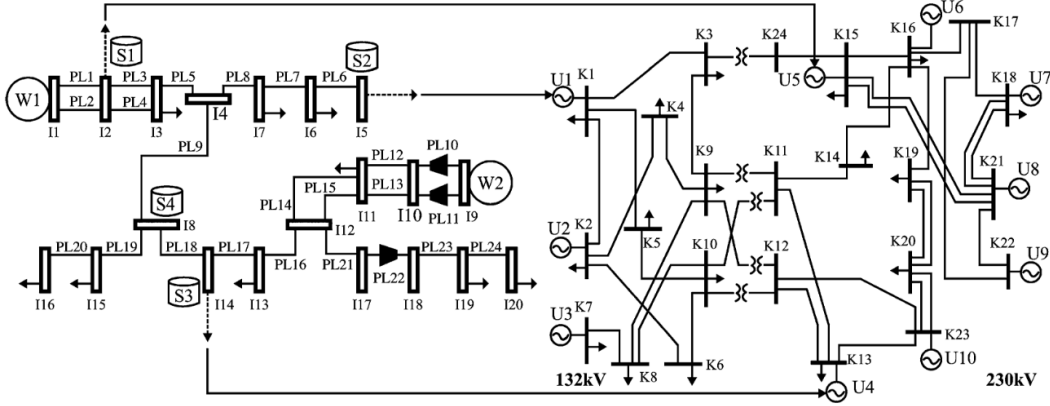 U6
K17
K16
K3
K24
K15
S1
S2
U5
K18
U7
PL1
PL3
PL5
PL8
PL7
PL6
U1
K1
W1
PL2
PL4
I4
K4
I1
I2
I3
I7
I6
I5
PL9
K9
K11
K14
K19
K21
U8
PL12
PL10
W2
PL15
PL13
PL11
I11
I10
I9
S4
PL14
I8
I12
U2
K2
K5
K10
K12
K20
K22
U9
PL20
PL19
PL18
PL17
PL16
PL21
PL23
PL24
PL22
S3
I16
I15
I14
I13
I17
I18
I19
I20
U3
K7
K23
K8
K6
K13
U10
132kV
U4
230kV